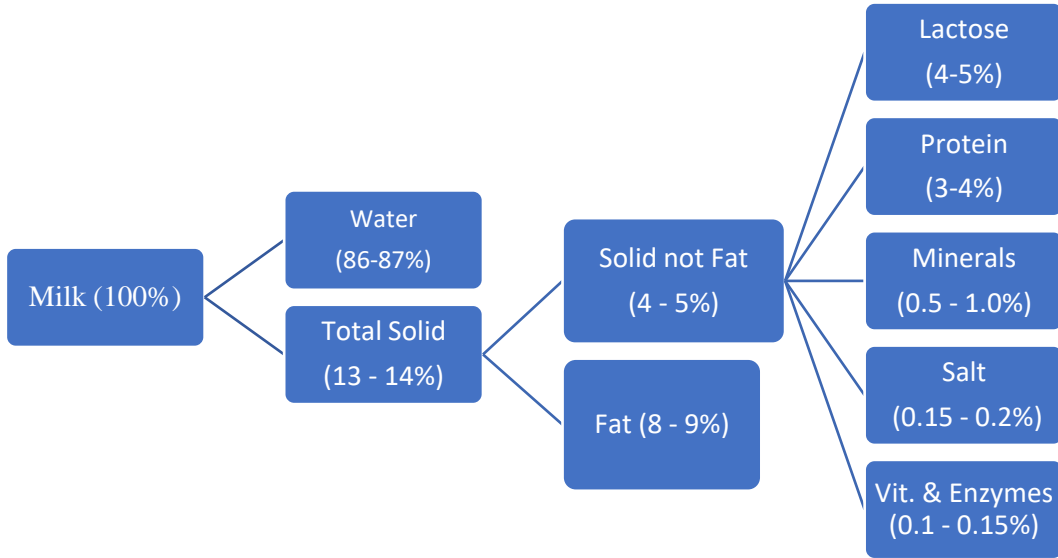 Milk (100%)
Water
(86-87%)
Total Solid
(13 - 14%)
Solid not Fat
(4 - 5%)
Fat (8 - 9%)
Lactose
(4-5%)
Protein
(3-4%)
Minerals
(0.5 - 1.0%)
Salt
(0.15 - 0.2%)
Vit. & Enzymes
(0.1 - 0.15%)